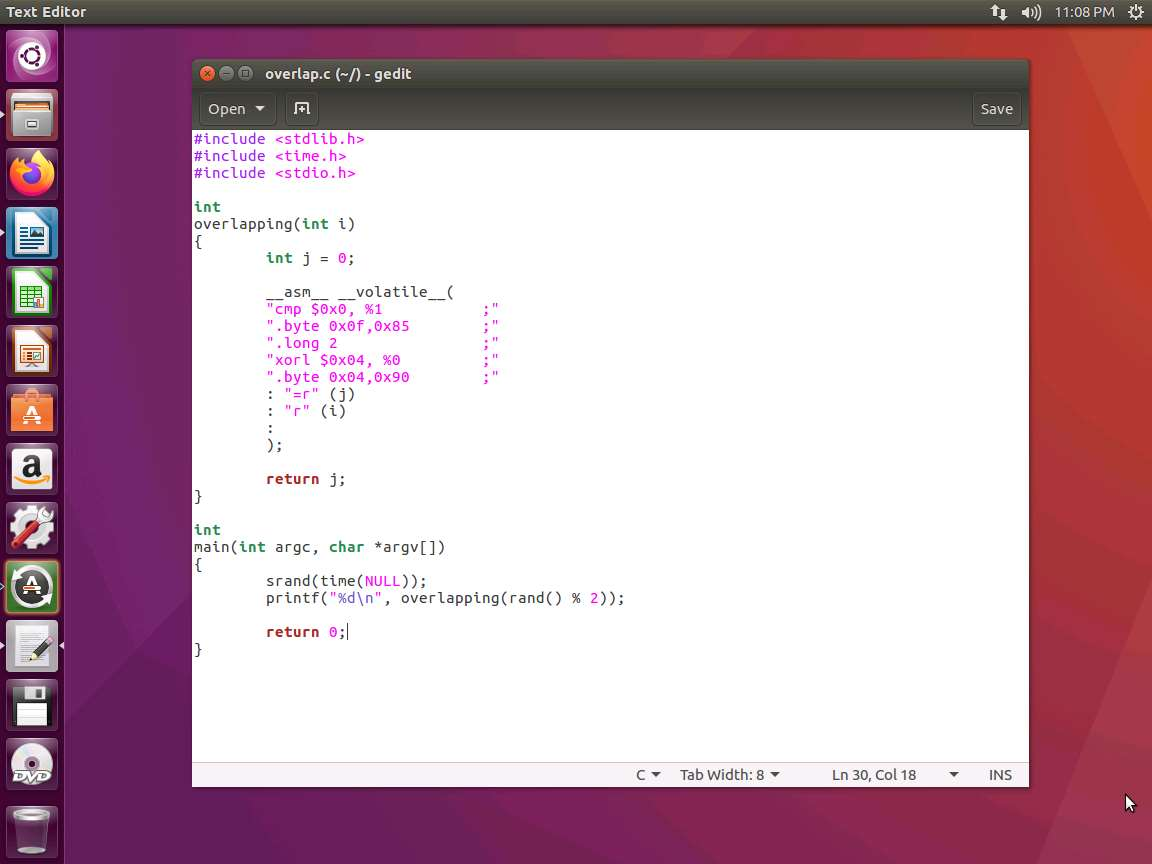 Text Editor
11:08 PM
overlap.c (~/) - gedit
Open
Save
#include <stdlib.h>
#include <time.h>
#include <stdio.h>
int
overlapping(int i)
{
        int j = 0;
        __asm__ __volatile__(
        "cmp $0x0, %1           ;"
        ".byte 0x0f,0x85        ;"
        ".long 2                ;"
        "xorl $0x04, %0         ;"
        ".byte 0x04,0x90        ;"
        : "=r" (j)
        : "r" (i)
        :
        );
        return j;
}
int
main(int argc, char *argv[])
{
        srand(time(NULL));
        printf("%d\n", overlapping(rand() % 2));
        return 0;
}
C
Tab Width: 8
Ln 30, Col 18
INS
A
a
A
DVD